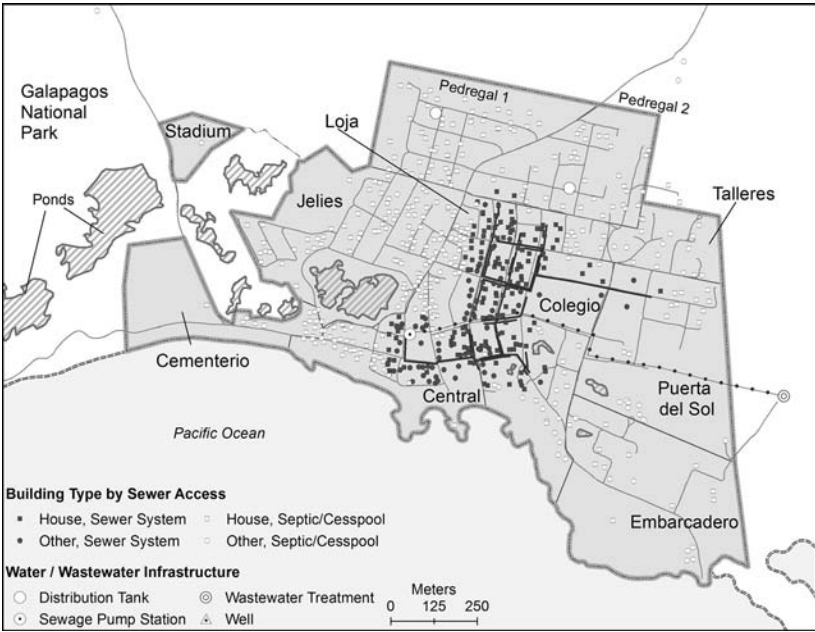 Galapagos
National
Park
Ponds
Stadium
Loja
Jelies
Pedregal 1
Pedregal 2
Talleres
Colegio
Cementerio
Central
Puerta
del Sol
Pacific Ocean
Embarcadero
Building Type by Sewer Access
House, Sewer System
House, Septic/Cesspool
Other, Sewer System
Other, Septic/Cesspool
Water / Wastewater Infrastructure
Distribution Tank
Wastewater Treatment
Sewage Pump Station
Well
Meters
0 125 250